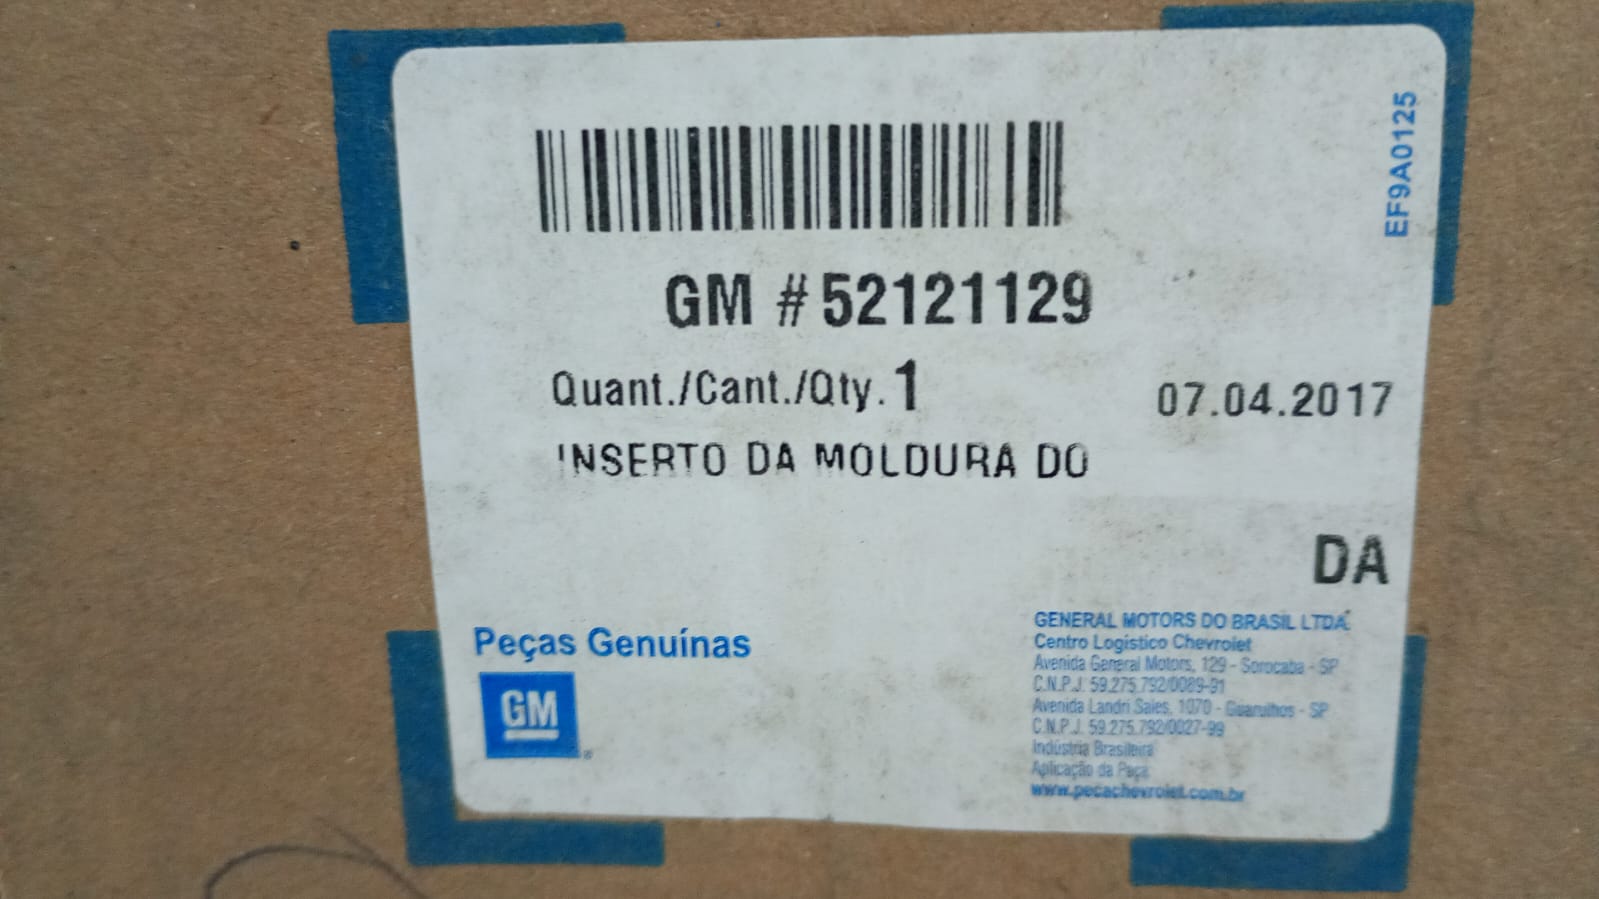 EF9A0125
GM # 52121129
Quant./Cant./Qty. 1
07.04.2017
INSERTO DA MOLDURA DO
DA
Peças Genuínas
GM
GENERAL MOTORS DO BRASIL LTDA.
Centro Logístico Chevrolet
Avenida General Motors, 129 - Sorocaba - SP
C.N.P.J. 59.275.792/0089-91
Avenida Landri Sales, 1070 - Guarulhos - SP
C.N.P.J. 59.275.792/0027-99
Indústria Brasileira
Aplicação da Peça:
www.pecachevrolet.com.br